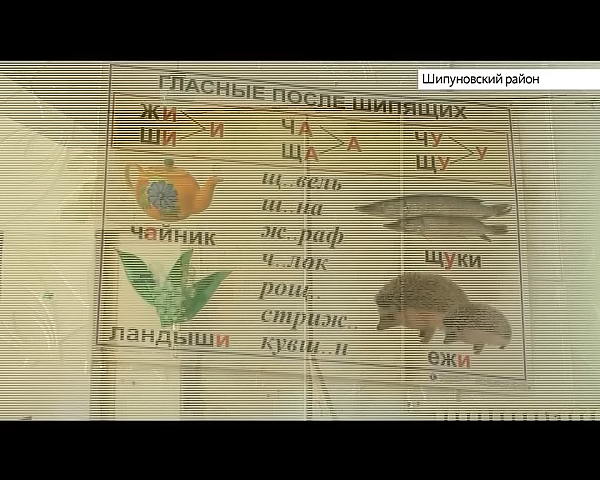 Шипуновский район
ГЛАСНЫЕ ПОСЛЕ ШИПЯЩИХ
ЖИ
ШИ
И
ЧА
ЩА
А
ЧУ
ЩУ
У
чайник
ландыши
щ..вель
ш..на
ж..раф
ч..лок
рощ..
стриж..
кувш..н
щуки
ежи